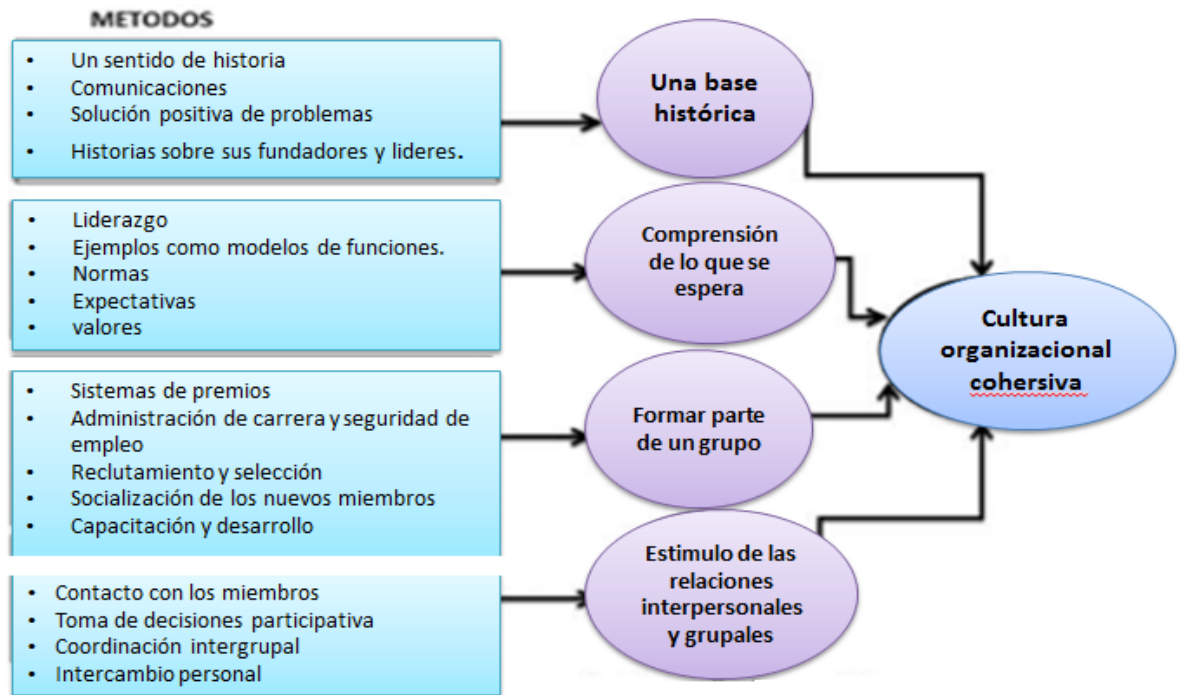 METODOS
• Un sentido de historia
• Comunicaciones
• Solución positiva de problemas
• Historias sobre sus fundadores y lideres.
Una base
histórica
• Liderazgo
• Ejemplos como modelos de funciones.
• Normas
• Expectativas
• valores
Comprensión
de lo que se
espera
Cultura
organizacional
cohersiva
• Sistemas de premios
• Administración de carrera y seguridad de
empleo
• Reclutamiento y selección
• Socialización de los nuevos miembros
• Capacitación y desarrollo
Formar parte
de un grupo
• Contacto con los miembros
• Toma de decisiones participativa
• Coordinación intergrupal
• Intercambio personal
Estimulo de las
relaciones
interpersonales
y grupales